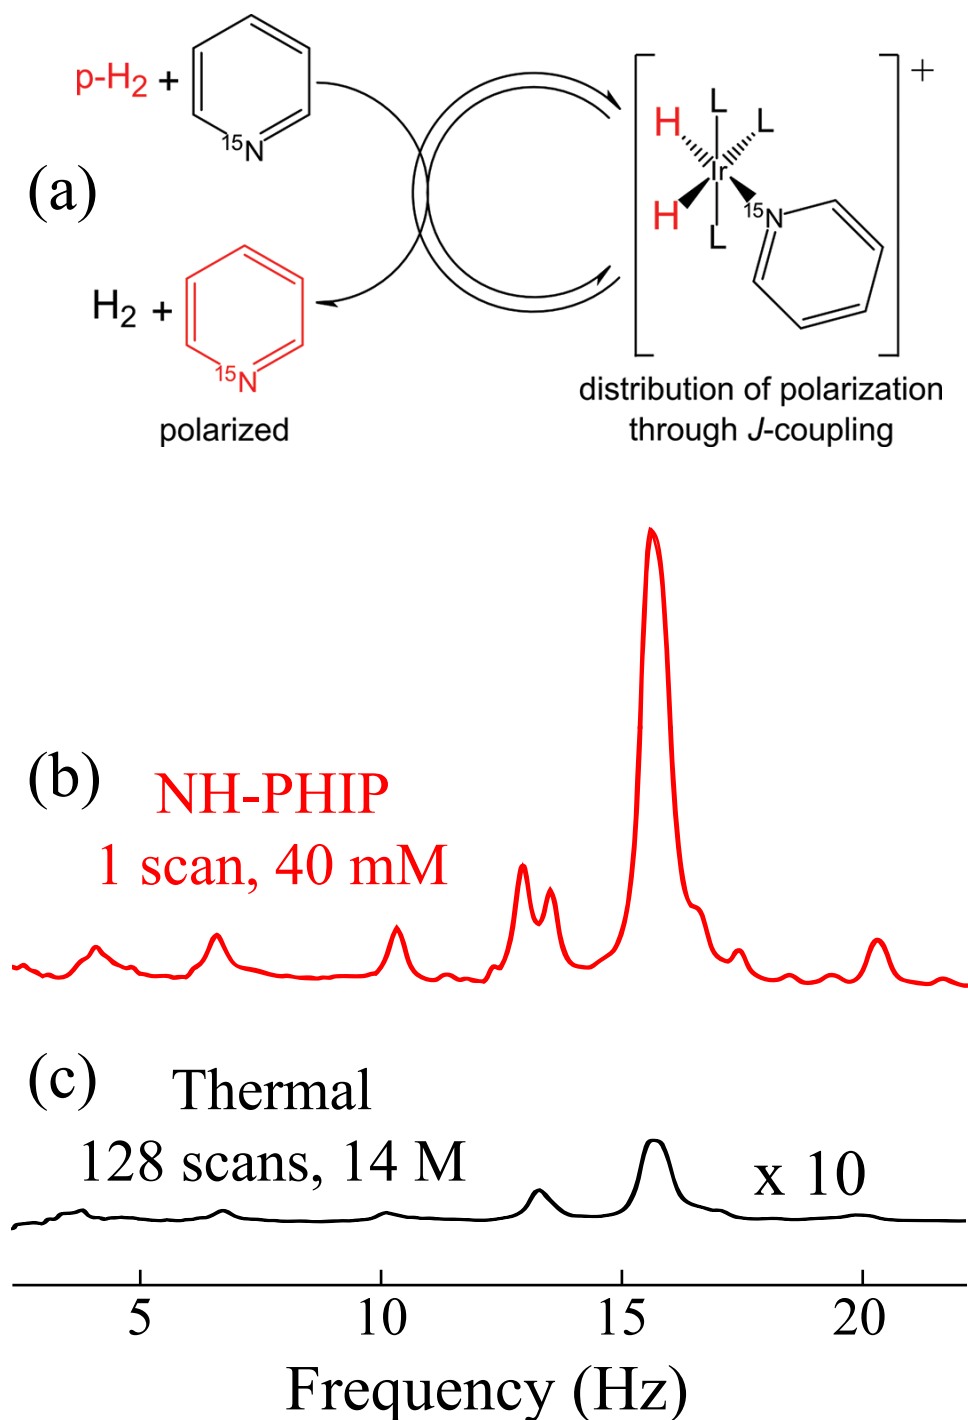 (a)
p-H2 +
15N
H2 +
15N
polarized
[
H
H
L
L
Ir
L
15N
]+
distribution of polarization
through J-coupling
(b)
NH-PHIP
1 scan, 40 mM
(c)
Thermal
128 scans, 14 M
x 10
5 10 15 20
Frequency (Hz)